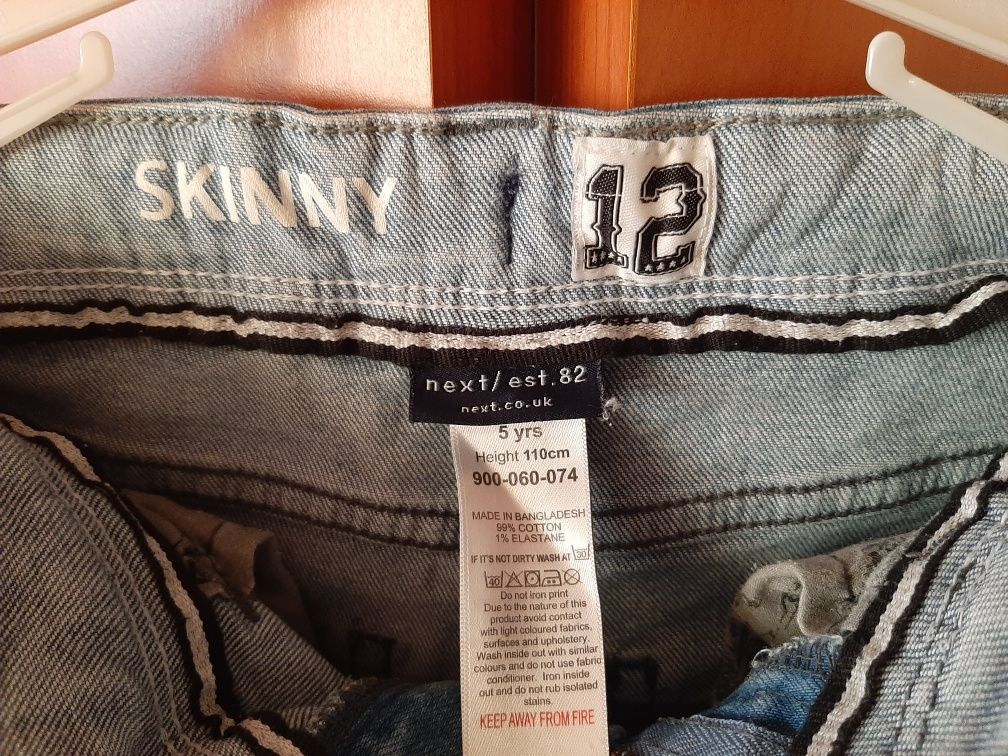 SKINNY
12
next/est.82
next.co.uk
5 yrs
Height 110cm
900-060-074
MADE IN BANGLADESH
99% COTTON
1% ELASTANE
IF IT'S NOT DIRTY WASH AT 30
40
Do not iron print
Due to the nature of this
product avoid contact
with light coloured fabrics,
surfaces and upholstery.
Wash inside out with similar
colours and do not use fabric
conditioner. Iron inside
out and do not rub isolated
stains.
KEEP AWAY FROM FIRE